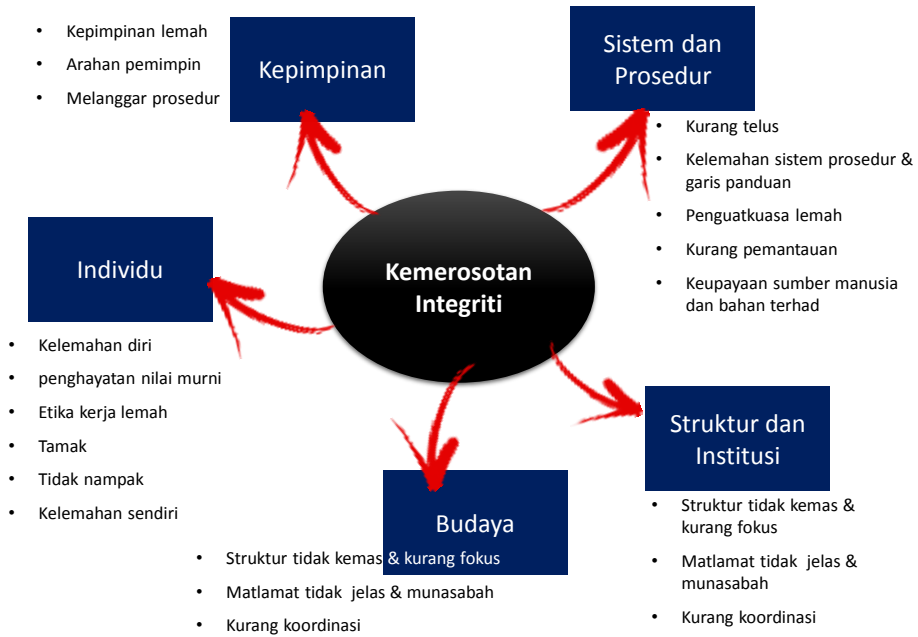 Kepimpinan
• Kepimpinan lemah
• Arahan pemimpin
• Melanggar prosedur
Sistem dan
Prosedur
• Kurang telus
• Kelemahan sistem prosedur &
garis panduan
• Penguatkuasa lemah
• Kurang pemantauan
• Keupayaan sumber manusia
dan bahan terhad
Kemerosotan
Integriti
Individu
• Kelemahan diri
• penghayatan nilai murni
• Etika kerja lemah
• Tamak
• Tidak nampak
• Kelemahan sendiri
Budaya
• Struktur tidak kemas & kurang fokus
• Matlamat tidak jelas & munasabah
• Kurang koordinasi
Struktur dan
Institusi
• Struktur tidak kemas &
kurang fokus
• Matlamat tidak jelas &
munasabah
• Kurang koordinasi